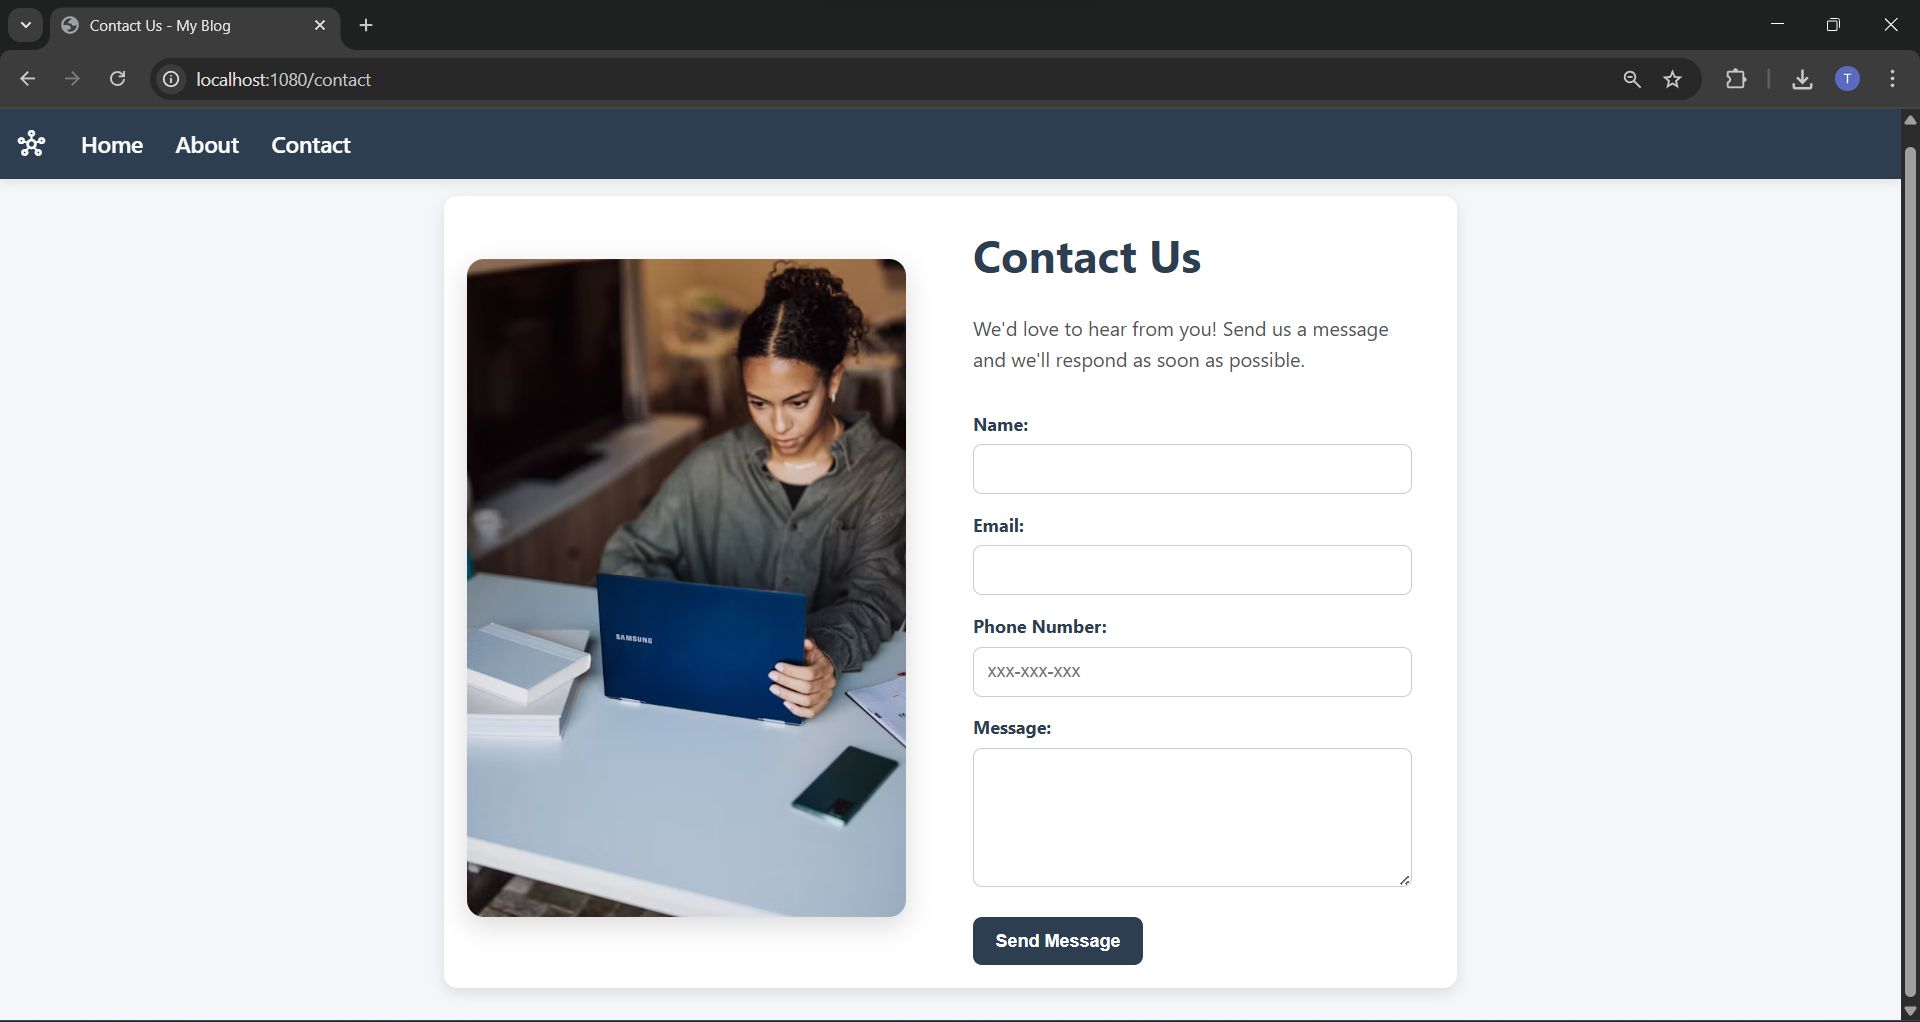 Contact Us - My Blog
localhost:1080/contact
T
Home About Contact
Contact Us
We'd love to hear from you! Send us a message
and we'll respond as soon as possible.
Name:
Email:
Phone Number:
xxx-xxx-xxx
Message:
Send Message
SAMSUNG